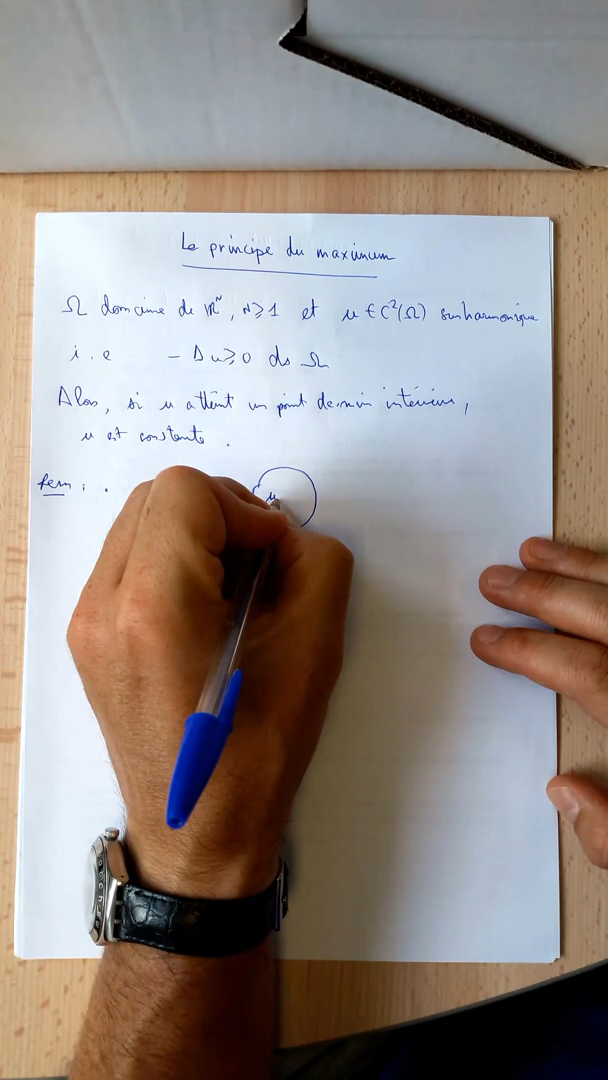 Le principe du maximum
Ω domaine de ℝᴺ, N≥1 et u ∈ C²(Ω) surharmonique
i.e - Δu≥0 ds Ω
Alors, si u atteint un point de min intérieur,
u est constante.
Rem: .
u